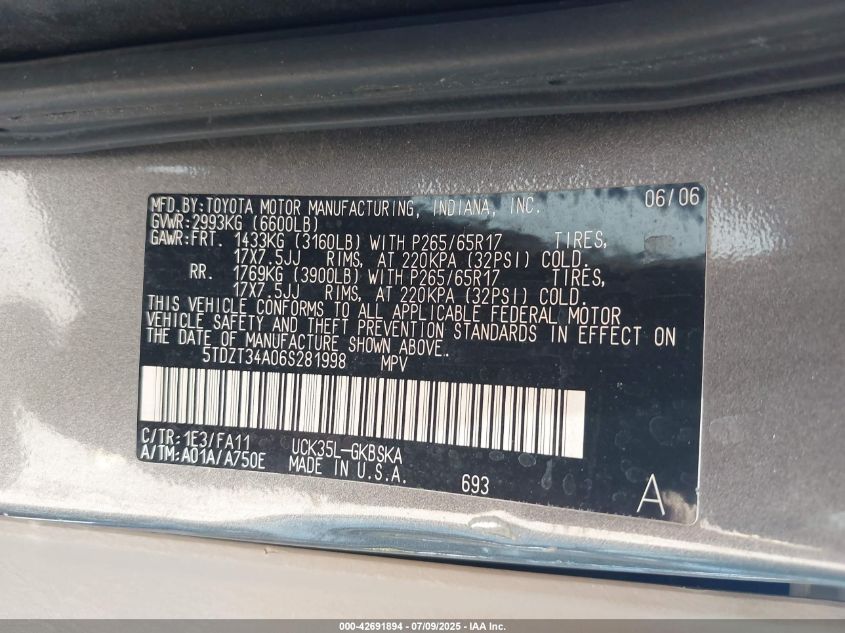 MFD. BY: TOYOTA MOTOR MANUFACTURING, INDIANA, INC. 06/06
GVWR: 2993KG (6600LB)
GAWR: FRT. 1433KG (3160LB) WITH P265/65R17 TIRES,
17X7.5JJ RIMS, AT 220KPA (32PSI) COLD.
RR. 1769KG (3900LB) WITH P265/65R17 TIRES,
17X7.5JJ RIMS, AT 220KPA (32PSI) COLD.
THIS VEHICLE CONFORMS TO ALL APPLICABLE FEDERAL MOTOR
VEHICLE SAFETY AND THEFT PREVENTION STANDARDS IN EFFECT ON
THE DATE OF MANUFACTURE SHOWN ABOVE.
5TDZT34A06S281998 MPV
C/TR: 1E3/FA11 UCK35L-GKBSKA
A/TM: A01A/A750E MADE IN U.S.A. 693 A
000-42691894 / 07/09/2025 - IAA Inc.